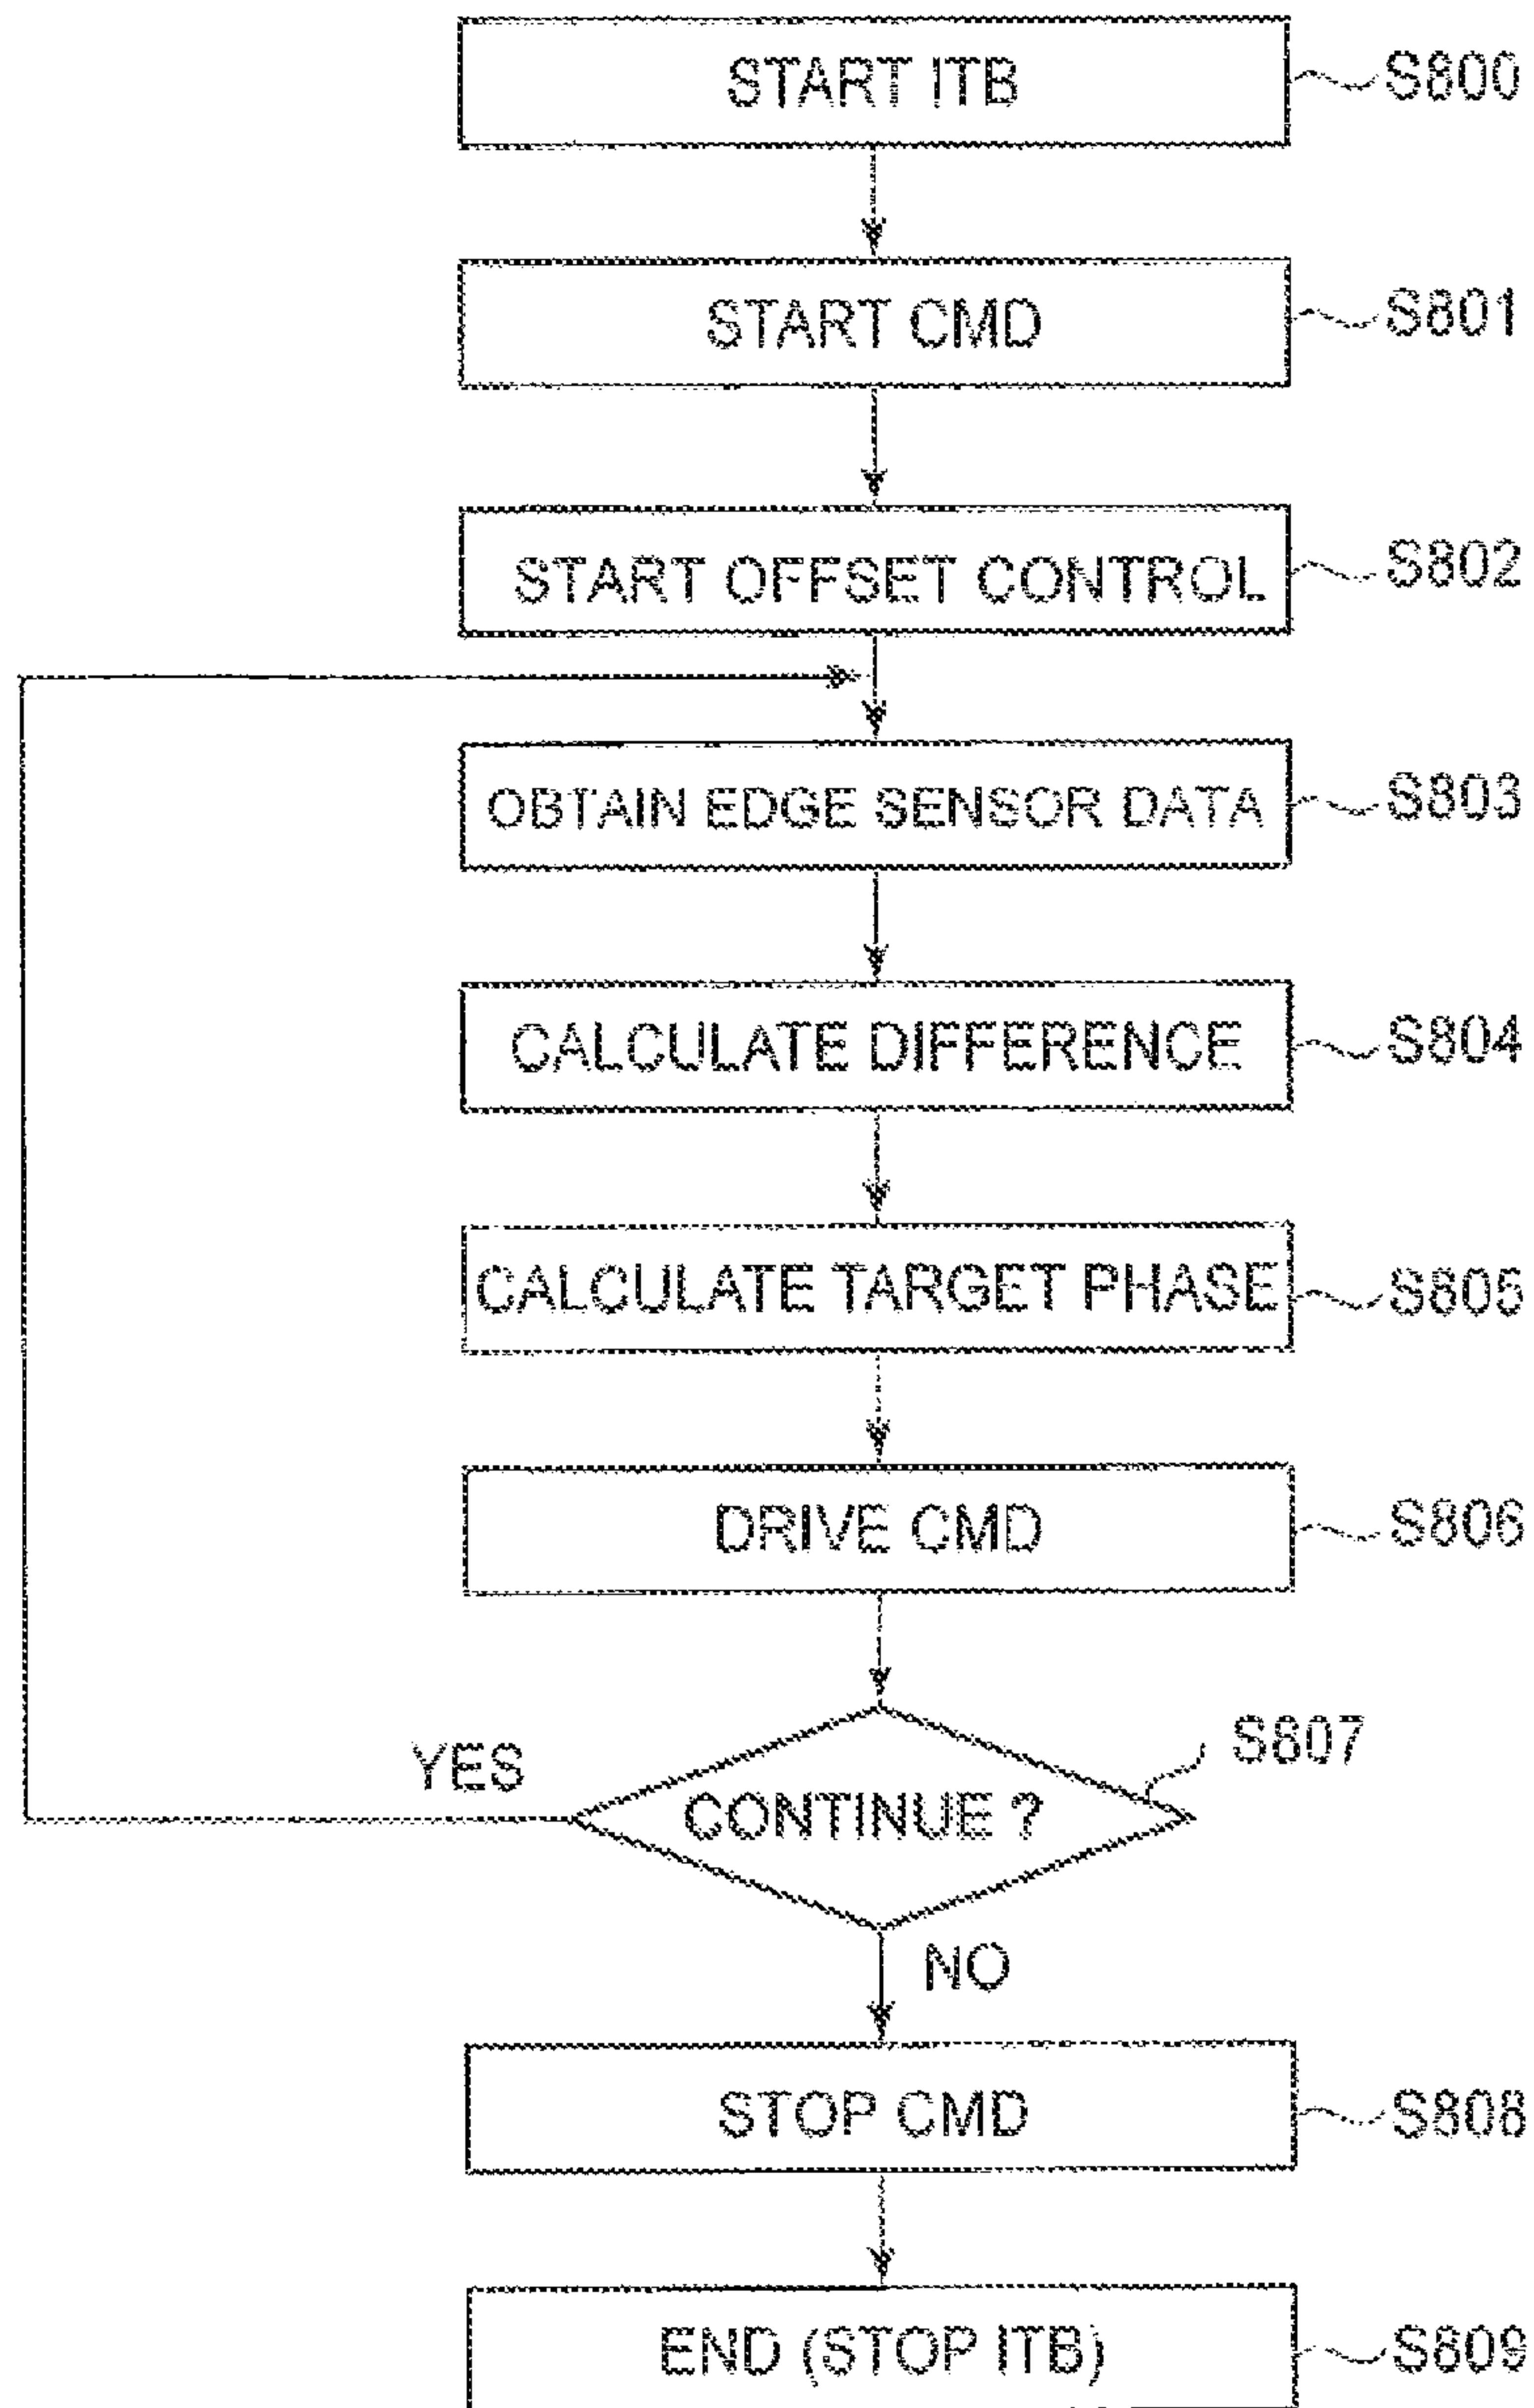 START ITB
S800
START CMD
S801
START OFFSET CONTROL
S802
OBTAIN EDGE SENSOR DATA
S803
CALCULATE DIFFERENCE
S804
CALCULATE TARGET PHASE
S805
DRIVE CMD
S806
S807
YES
CONTINUE ?
NO
STOP CMD
S808
END (STOP ITB)
S809